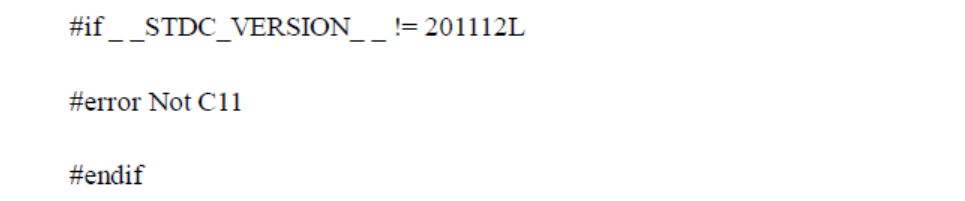 #if _ _STDC_VERSION_ _ != 201112L
#error Not C11
#endif